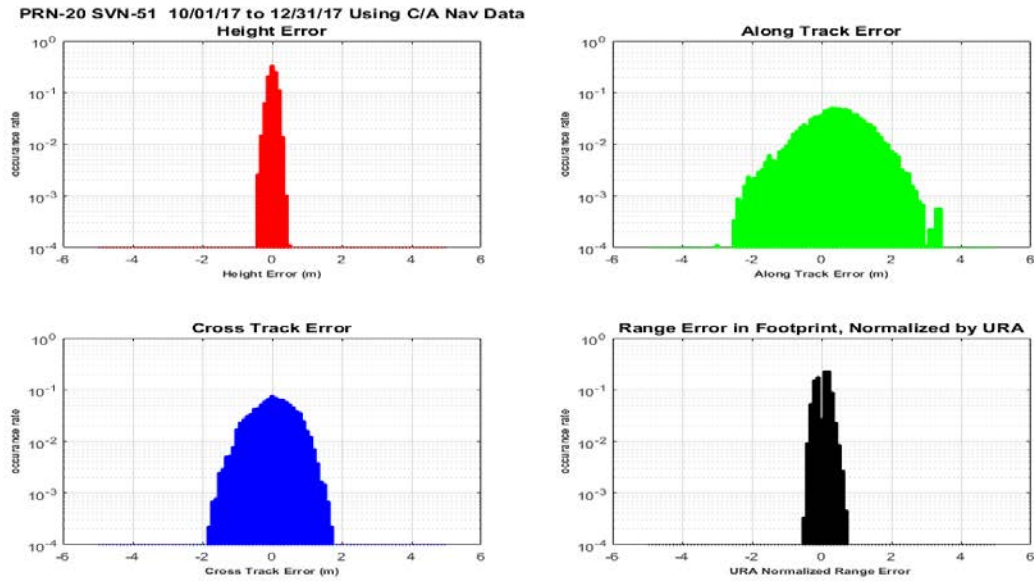 PRN-20 SVN-51 10/01/17 to 12/31/17 Using C/A Nav Data
Height Error
10^0
10^-1
10^-2
10^-3
10^-4
occurance rate
-6 -4 -2 0 2 4 6
Height Error (m)
Along Track Error
10^0
10^-1
10^-2
10^-3
10^-4
occurance rate
-6 -4 -2 0 2 4 6
Along Track Error (m)
Cross Track Error
10^0
10^-1
10^-2
10^-3
10^-4
occurance rate
-6 -4 -2 0 2 4 6
Cross Track Error (m)
Range Error in Footprint, Normalized by URA
10^0
10^-1
10^-2
10^-3
10^-4
occurance rate
-6 -4 -2 0 2 4 6
URA Normalized Range Error